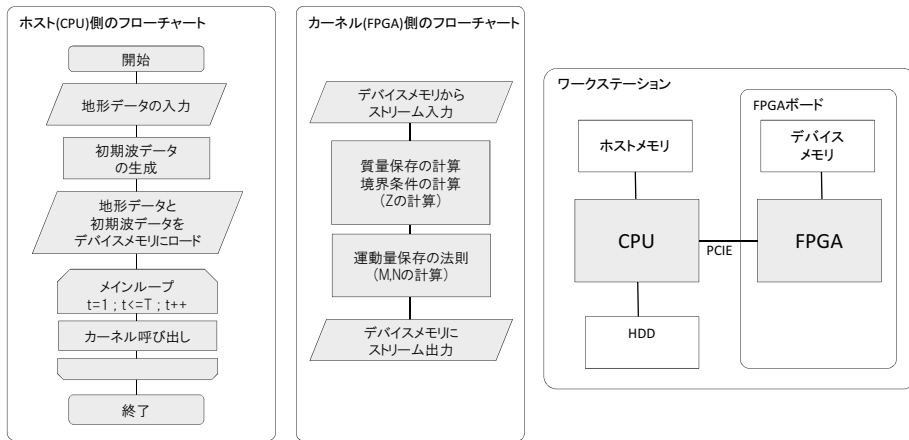 ホスト(CPU)側のフローチャート
開始
地形データの入力
初期波データ
の生成
地形データと
初期波データを
デバイスメモリにロード
メインループ
t=1 ; t<=T ; t++
カーネル呼び出し
終了
カーネル(FPGA)側のフローチャート
デバイスメモリから
ストリーム入力
質量保存の計算
境界条件の計算
(Zの計算)
運動量保存の法則
(M,Nの計算)
デバイスメモリに
ストリーム出力
ワークステーション
FPGAボード
ホストメモリ
デバイス
メモリ
CPU
PCIE
FPGA
HDD